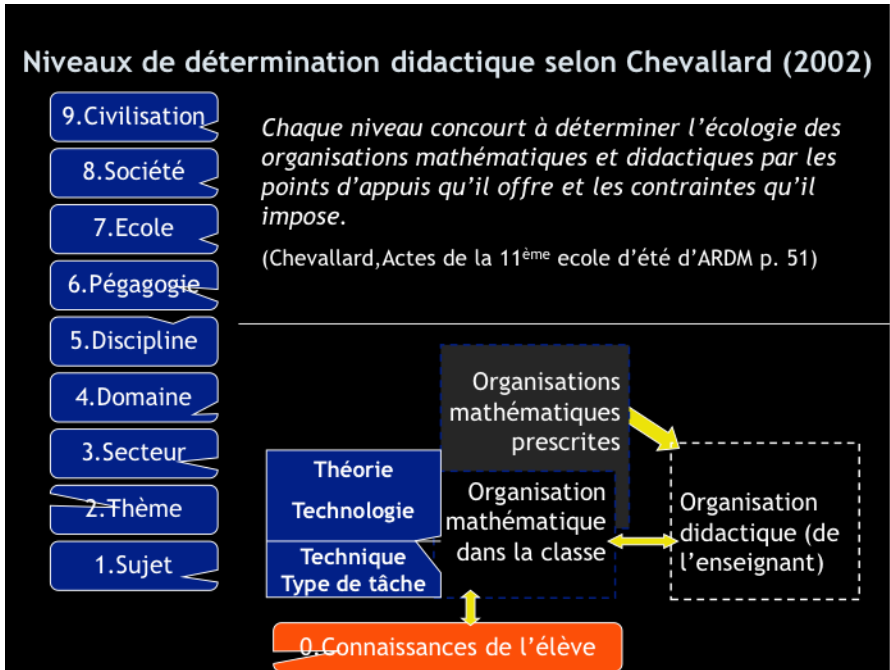 Niveaux de détermination didactique selon Chevallard (2002)
9.Civilisation
8.Société
7.Ecole
6.Pégagogie
5.Discipline
4.Domaine
3.Secteur
2.Thème
1.Sujet
Chaque niveau concourt à déterminer l’écologie des
organisations mathématiques et didactiques par les
points d’appuis qu’il offre et les contraintes qu’il
impose.
(Chevallard,Actes de la 11ème ecole d’été d’ARDM p. 51)
Organisations
mathématiques
prescrites
Théorie
Technologie
Technique
Type de tâche
Organisation
mathématique
dans la classe
Organisation
didactique (de
l’enseignant)
0.Connaissances de l’élève